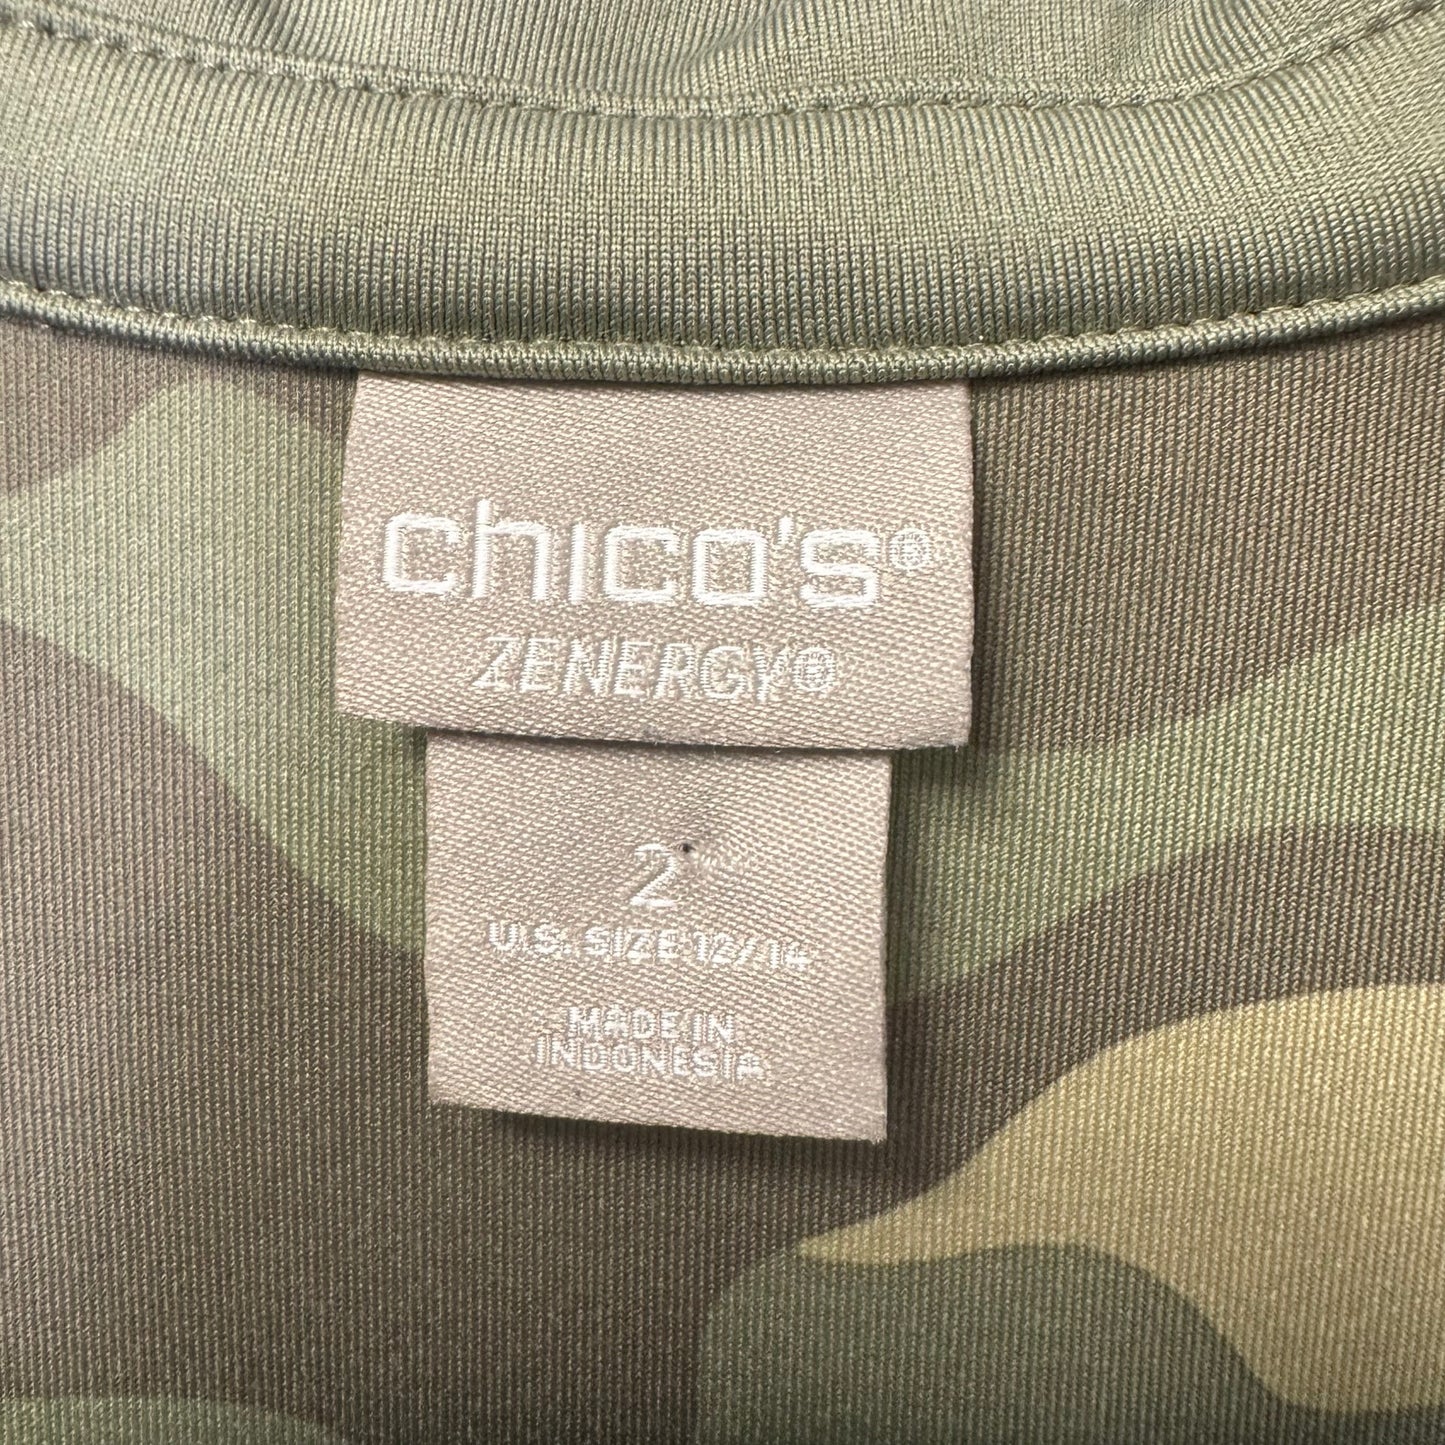 chico's®
ZENERGY®
2
U.S. SIZE 12/14
MADE IN
INDONESIA